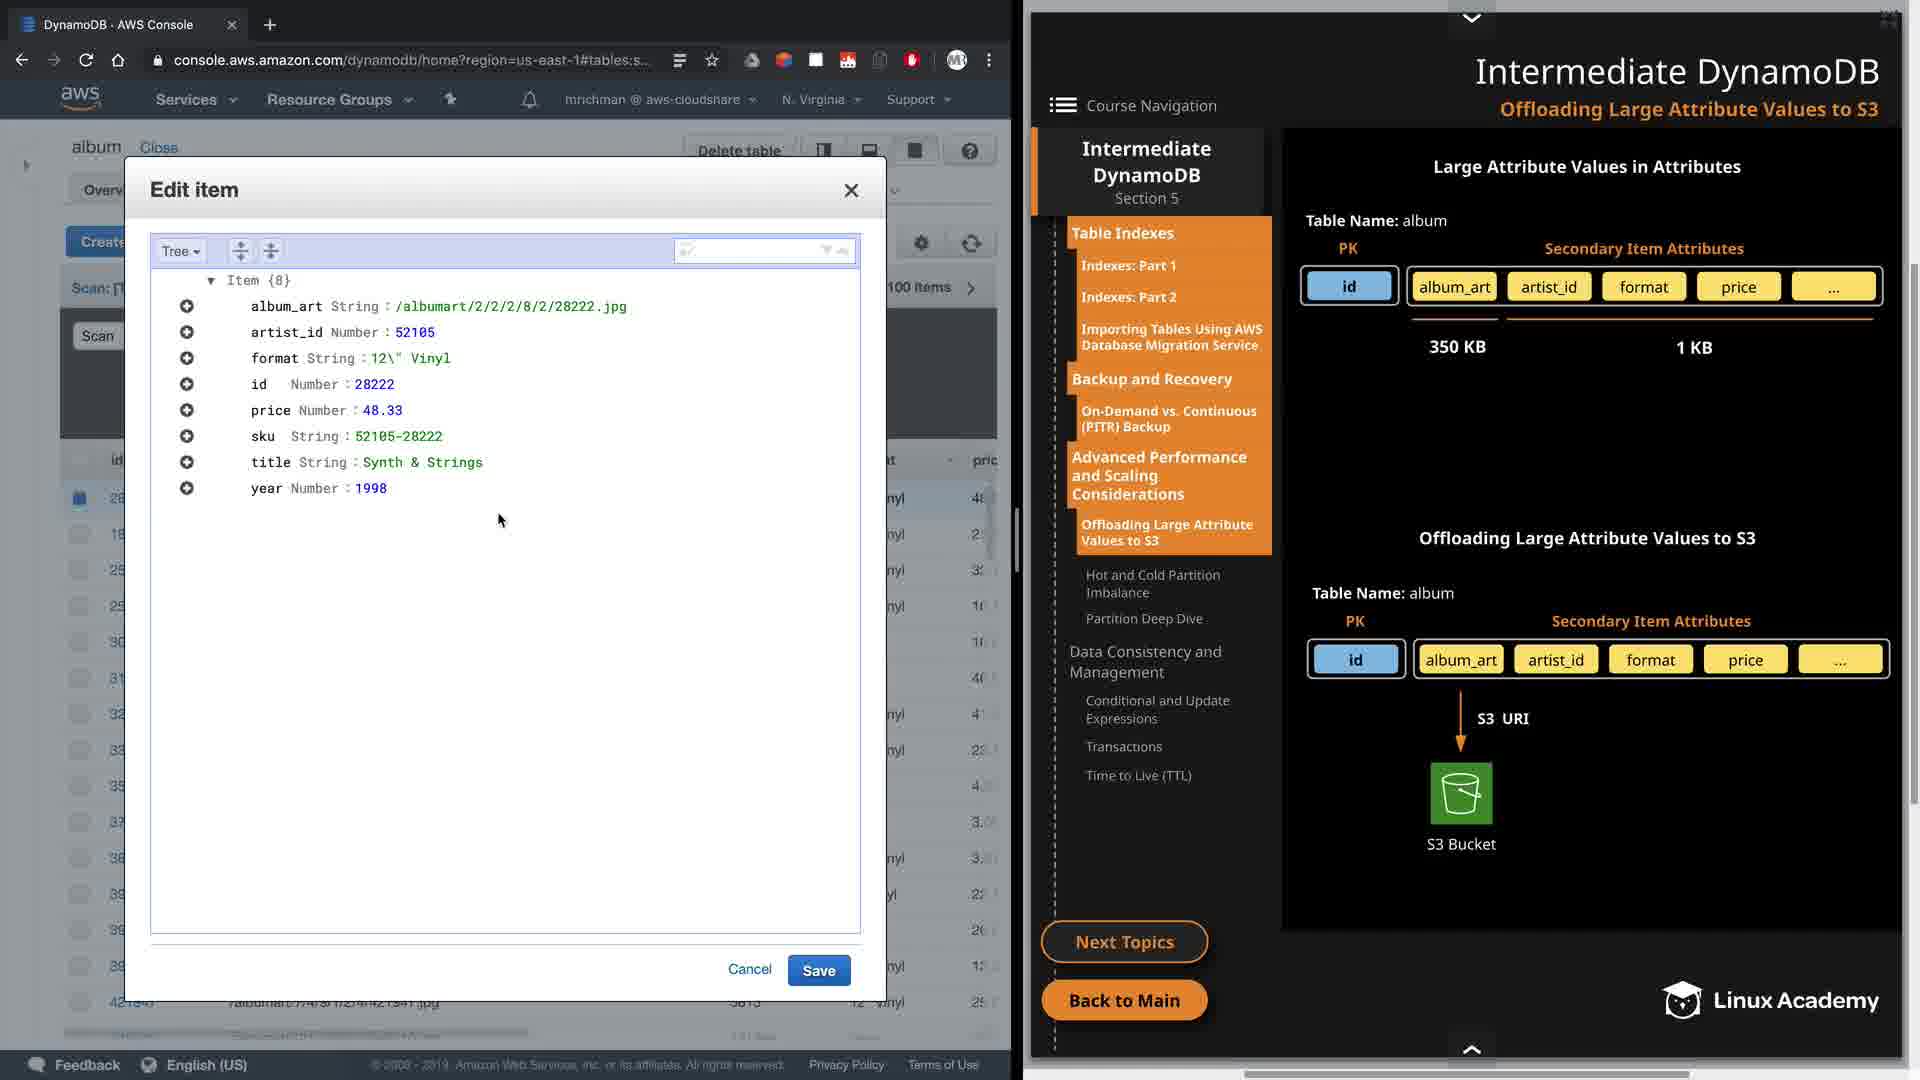 DynamoDB - AWS Console
console.aws.amazon.com/dynamodb/home?region=us-east-1#tables:s...
aws
Services
Resource Groups
mrichman @ aws-cloudshare
N. Virginia
Support
album
Close
Delete table
Overv
Create
Scan: [T
100 items
Scan
id
Edit item
Tree
Item {8}
album_art String : /albumart/2/2/2/8/2/28222.jpg
artist_id Number : 52105
format String : 12\" Vinyl
id Number : 28222
price Number : 48.33
sku String : 52105-28222
title String : Synth & Strings
year Number : 1998
Cancel
Save
Feedback
English (US)
© 2008 - 2019, Amazon Web Services, Inc. or its affiliates. All rights reserved.
Privacy Policy
Terms of Use
Intermediate DynamoDB
Offloading Large Attribute Values to S3
Course Navigation
Intermediate
DynamoDB
Section 5
Table Indexes
Indexes: Part 1
Indexes: Part 2
Importing Tables Using AWS
Database Migration Service
Backup and Recovery
On-Demand vs. Continuous
(PITR) Backup
Advanced Performance
and Scaling
Considerations
Offloading Large Attribute
Values to S3
Hot and Cold Partition
Imbalance
Partition Deep Dive
Data Consistency and
Management
Conditional and Update
Expressions
Transactions
Time to Live (TTL)
Next Topics
Back to Main
Large Attribute Values in Attributes
Table Name: album
PK
Secondary Item Attributes
id
album_art
artist_id
format
price
...
350 KB
1 KB
Offloading Large Attribute Values to S3
Table Name: album
PK
Secondary Item Attributes
id
album_art
artist_id
format
price
...
S3 URI
S3 Bucket
Linux Academy